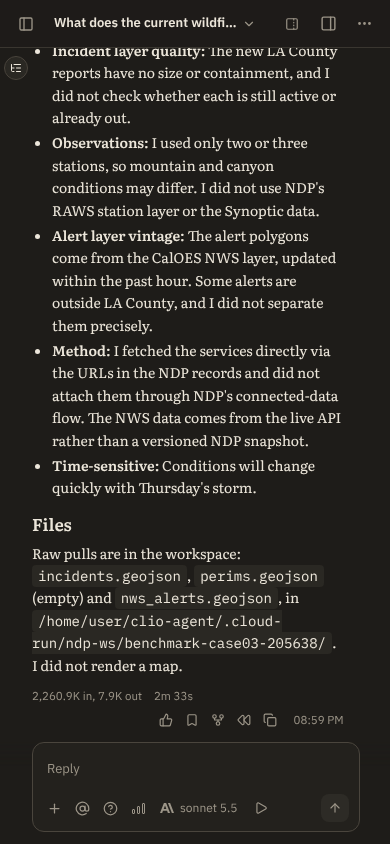 What does the current wildfi...
Incident layer quality: The new LA County
reports have no size or containment, and I
did not check whether each is still active or
already out.
Observations: I used only two or three
stations, so mountain and canyon
conditions may differ. I did not use NDP's
RAWS station layer or the Synoptic data.
Alert layer vintage: The alert polygons
come from the CalOES NWS layer, updated
within the past hour. Some alerts are
outside LA County, and I did not separate
them precisely.
Method: I fetched the services directly via
the URLs in the NDP records and did not
attach them through NDP's connected-data
flow. The NWS data comes from the live API
rather than a versioned NDP snapshot.
Time-sensitive: Conditions will change
quickly with Thursday's storm.
Files
Raw pulls are in the workspace:
incidents.geojson , perims.geojson
(empty) and nws_alerts.geojson , in
/home/user/clio-agent/.cloud-
run/ndp-ws/benchmark-case03-205638/ .
I did not render a map.
2,260.9K in, 7.9K out 2m 33s
08:59 PM
Reply
sonnet 5.5